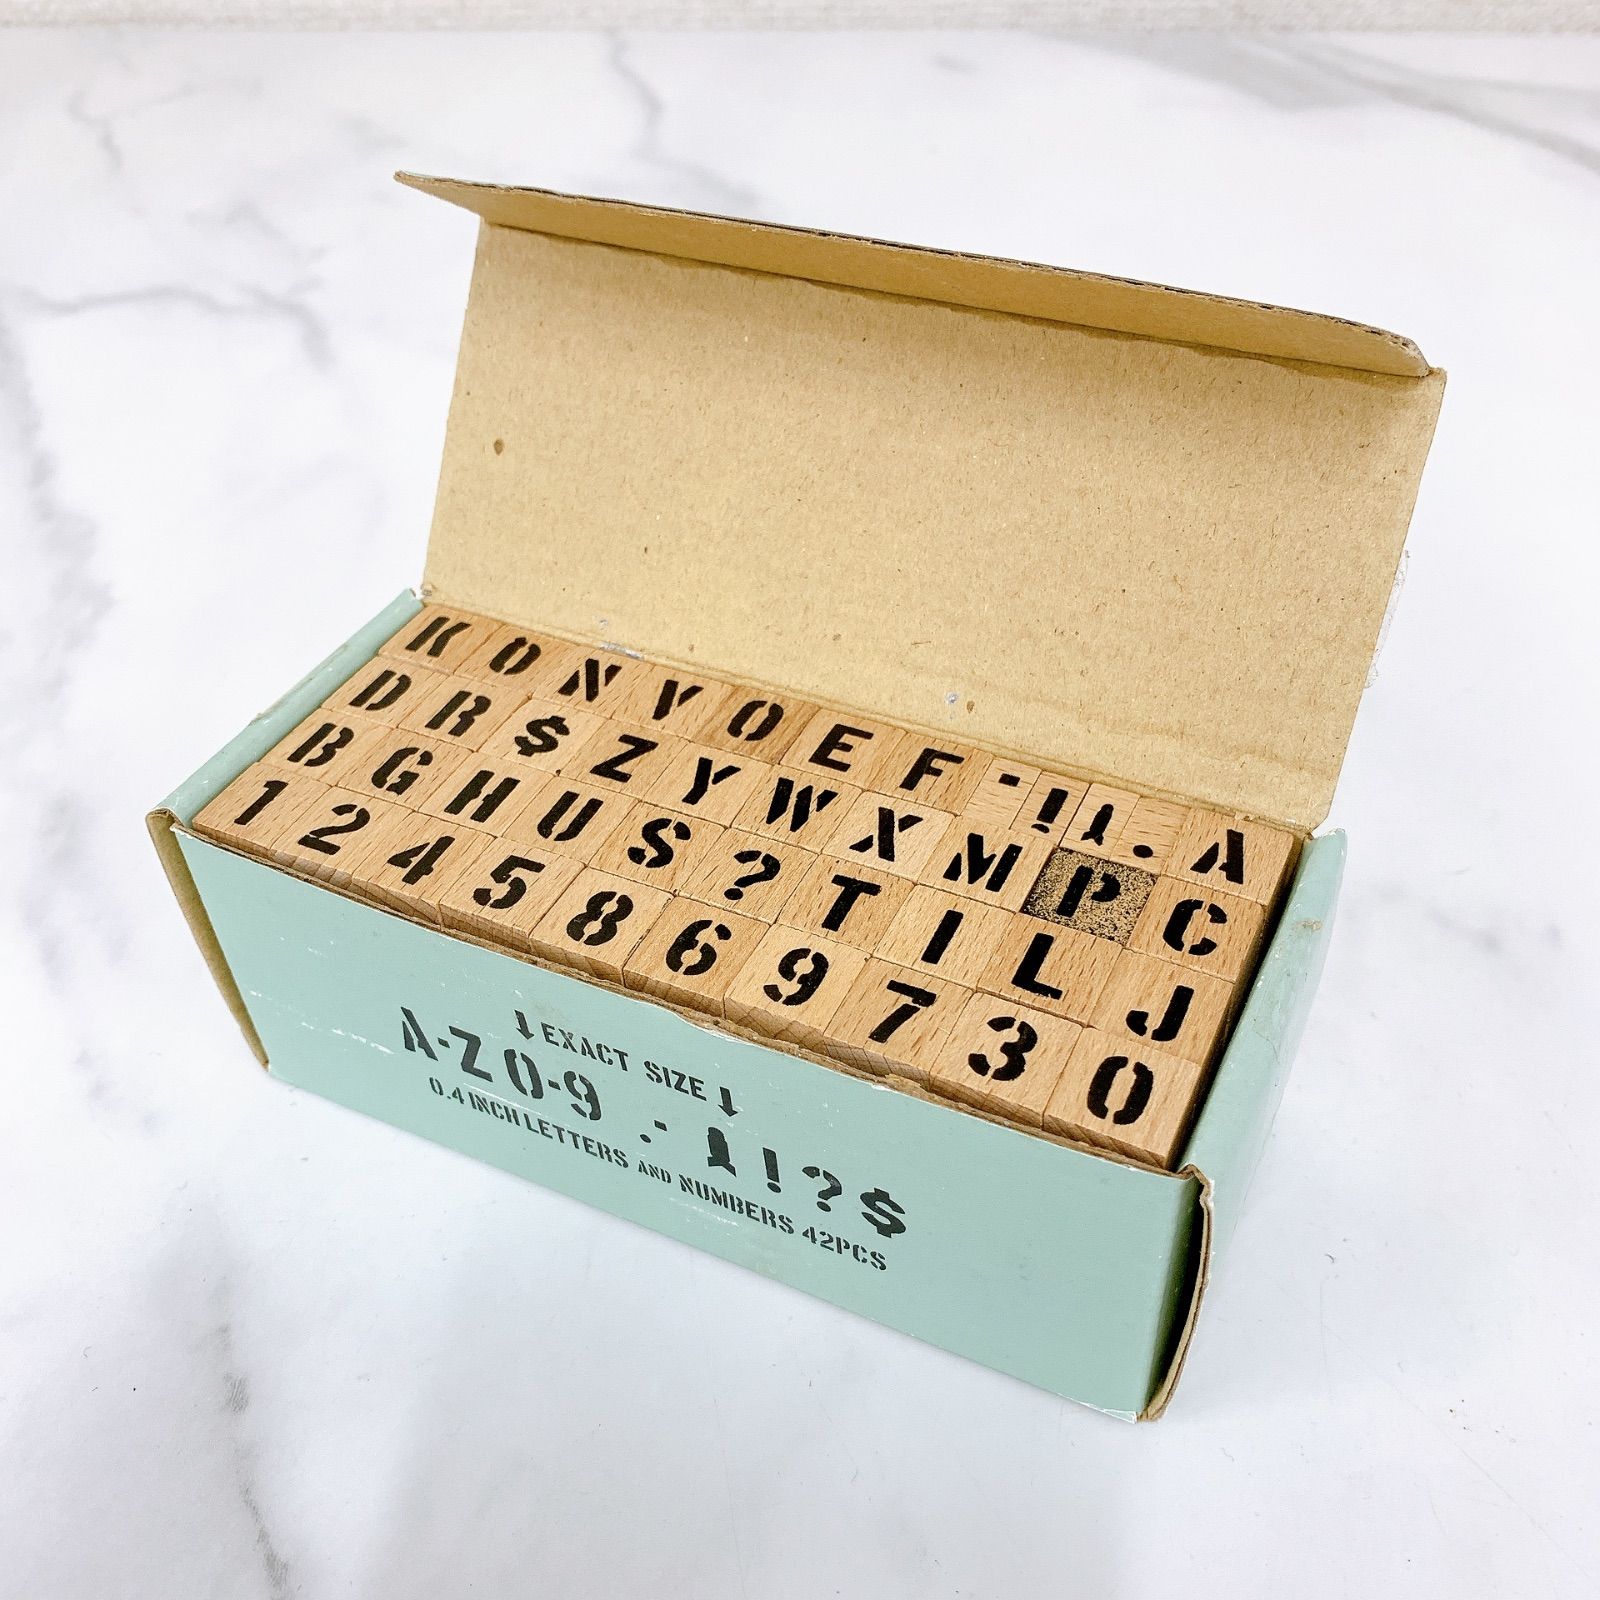 K O N V O E F - ! . A
D R $ Z Y W X M P C
B G H U S ? T I L J
1 2 4 5 8 6 9 7 3 0
↓EXACT SIZE↓
A-Z 0-9 .- !?$
0.4 INCH LETTERS AND NUMBERS 42PCS